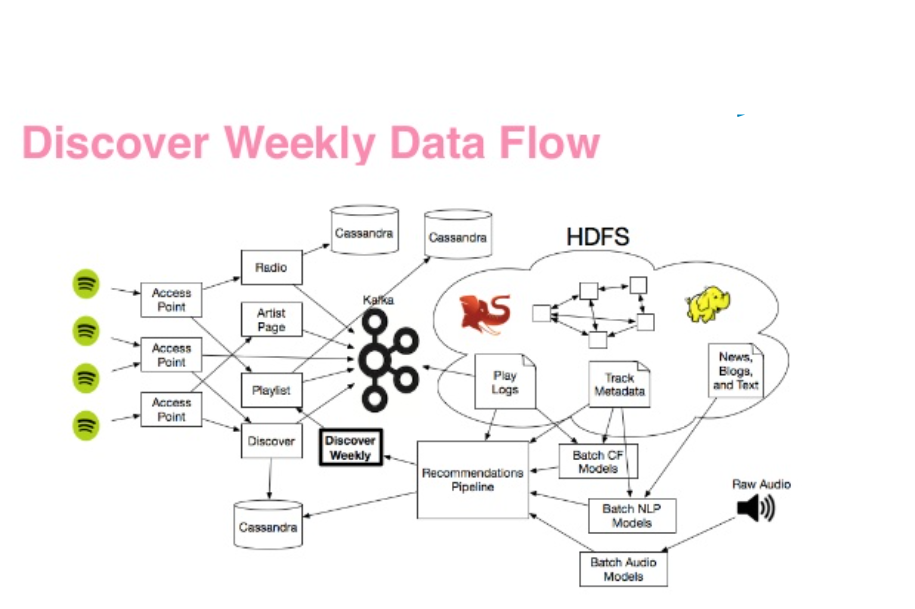 Discover Weekly Data Flow
Cassandra
Cassandra
HDFS
Radio
Access
Point
Kafka
Artist
Page
Access
Point
Playlist
Play
Logs
Track
Metadata
News,
Blogs,
and Text
Access
Point
Discover
Discover
Weekly
Recommendations
Pipeline
Batch CF
Models
Raw Audio
Cassandra
Batch NLP
Models
Batch Audio
Models